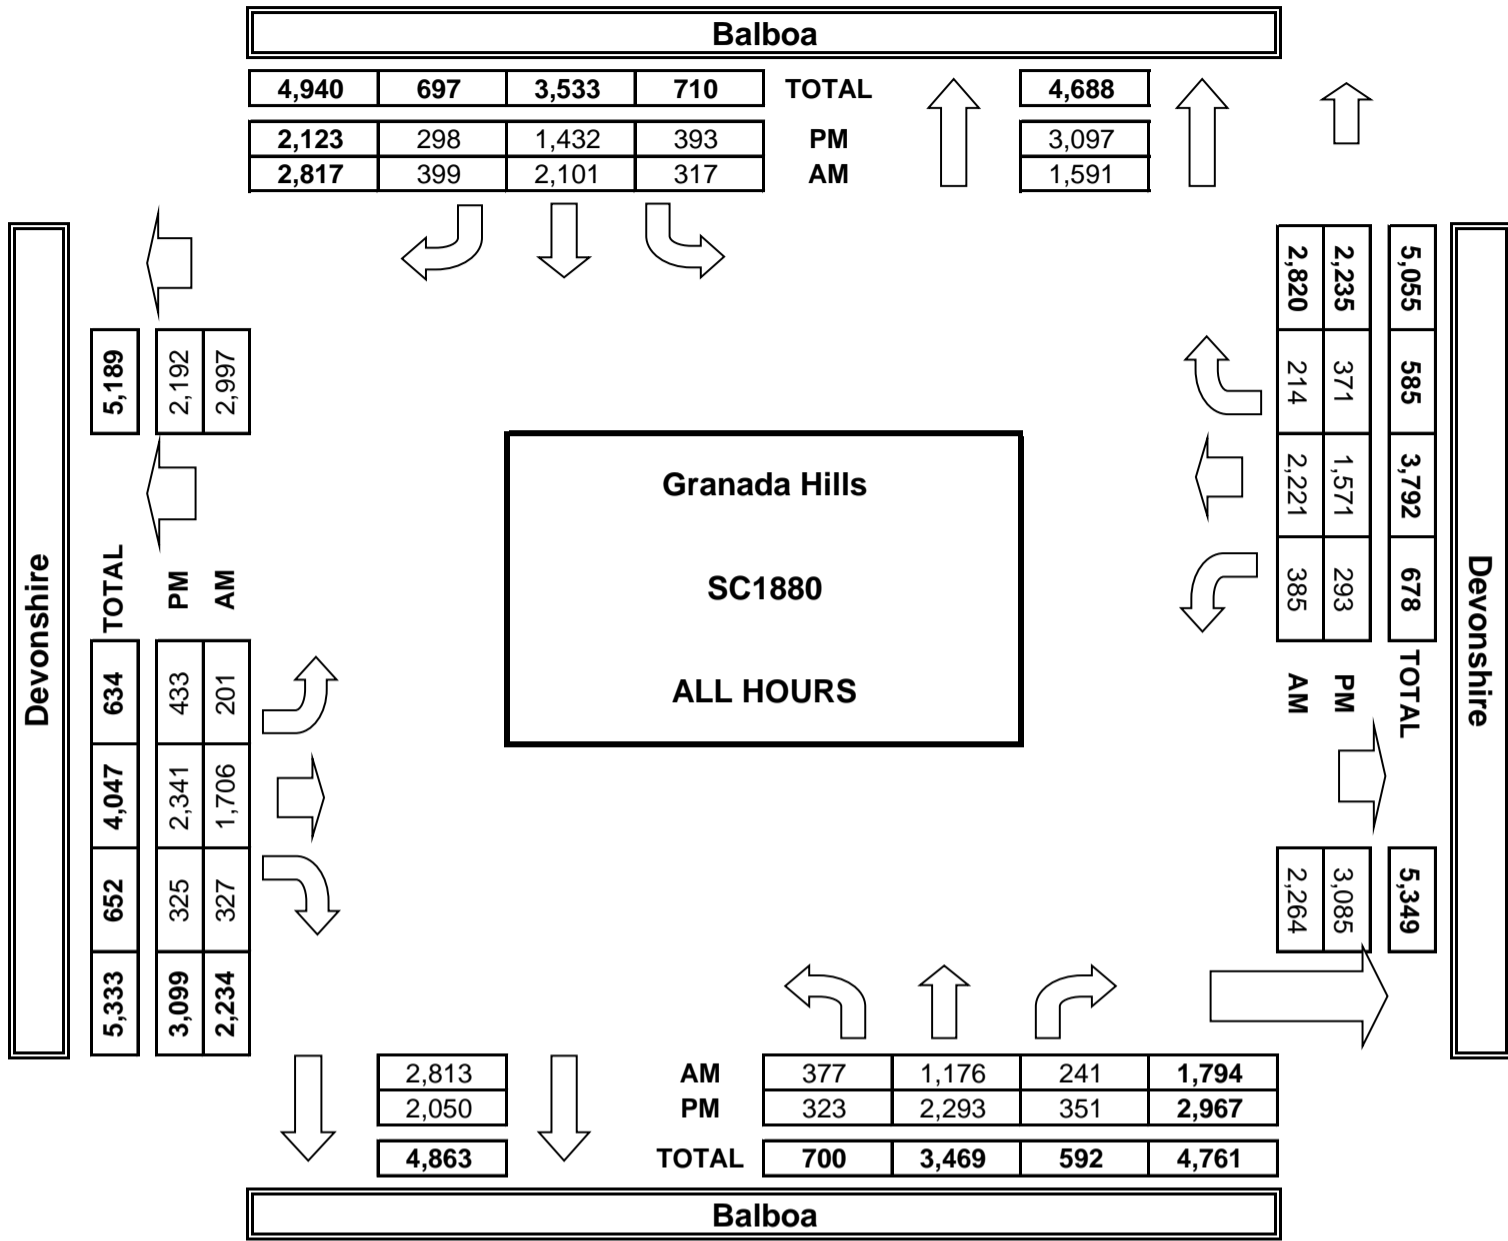 Balboa
4,940 697 3,533 710 TOTAL 4,688
2,123 298 1,432 393 PM 3,097
2,817 399 2,101 317 AM 1,591
Devonshire
5,189
2,192
2,997
TOTAL
PM
AM
634 4,047 652 5,333
433 2,341 325 3,099
201 1,706 327 2,234
Granada Hills
SC1880
ALL HOURS
5,055 585 3,792 678 TOTAL 5,349
2,235 371 1,571 293 PM 3,085
2,820 214 2,221 385 AM 2,264
Devonshire
2,813 AM 377 1,176 241 1,794
2,050 PM 323 2,293 351 2,967
4,863 TOTAL 700 3,469 592 4,761
Balboa